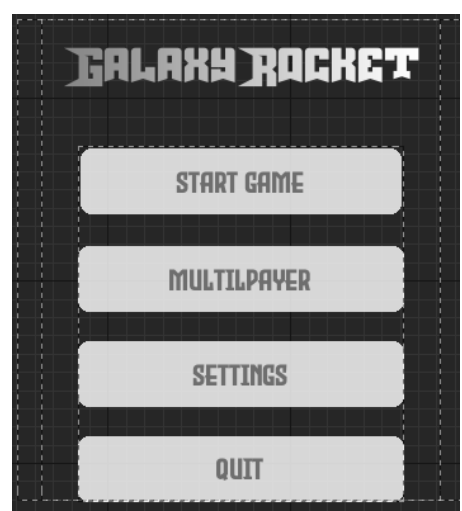 GALAXY ROCKET
START GAME
MULTILPAYER
SETTINGS
QUIT